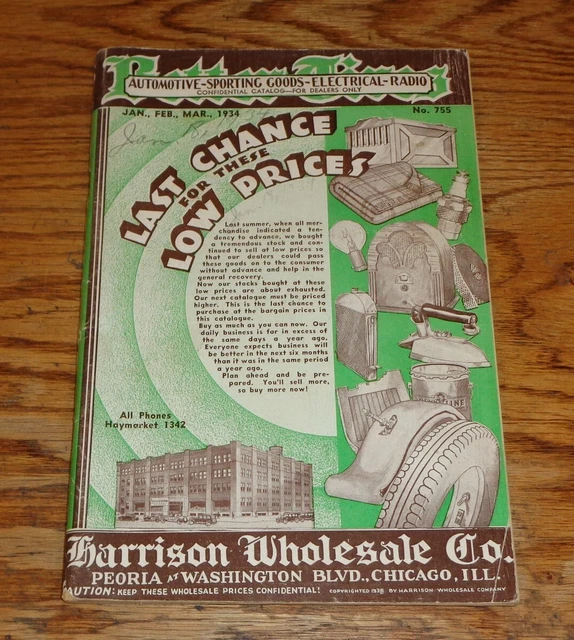 Better Buys
AUTOMOTIVE-SPORTING GOODS-ELECTRICAL-RADIO
CONFIDENTIAL CATALOG—FOR DEALERS ONLY
JAN., FEB., MAR., 1934
No. 755
Jan
LAST CHANCE
FOR THESE
LOW PRICES
Last summer, when all mer-
chandise indicated a ten-
dency to advance, we bought
a tremendous stock and con-
tinued to sell at low prices so
that our dealers could pass
these goods on to the consumer
without advance and help in the
general recovery.
Now our stocks bought at these
low prices are about exhausted.
Our next catalogue must be priced
higher. This is the last chance to
purchase at the bargain prices in
this catalogue.
Buy as much as you can now. Our
daily business is far in excess of
the same days a year ago.
Everyone expects business will
be better in the next six months
than it was in the same period
a year ago.
Plan ahead and be pre-
pared. You'll sell more,
so buy more now!
All Phones
Haymarket 1342
Harrison Wholesale Co.
PEORIA AT WASHINGTON BLVD., CHICAGO, ILL.
AUTION: KEEP THESE WHOLESALE PRICES CONFIDENTIAL! COPYRIGHTED BY HARRISON WHOLESALE COMPANY